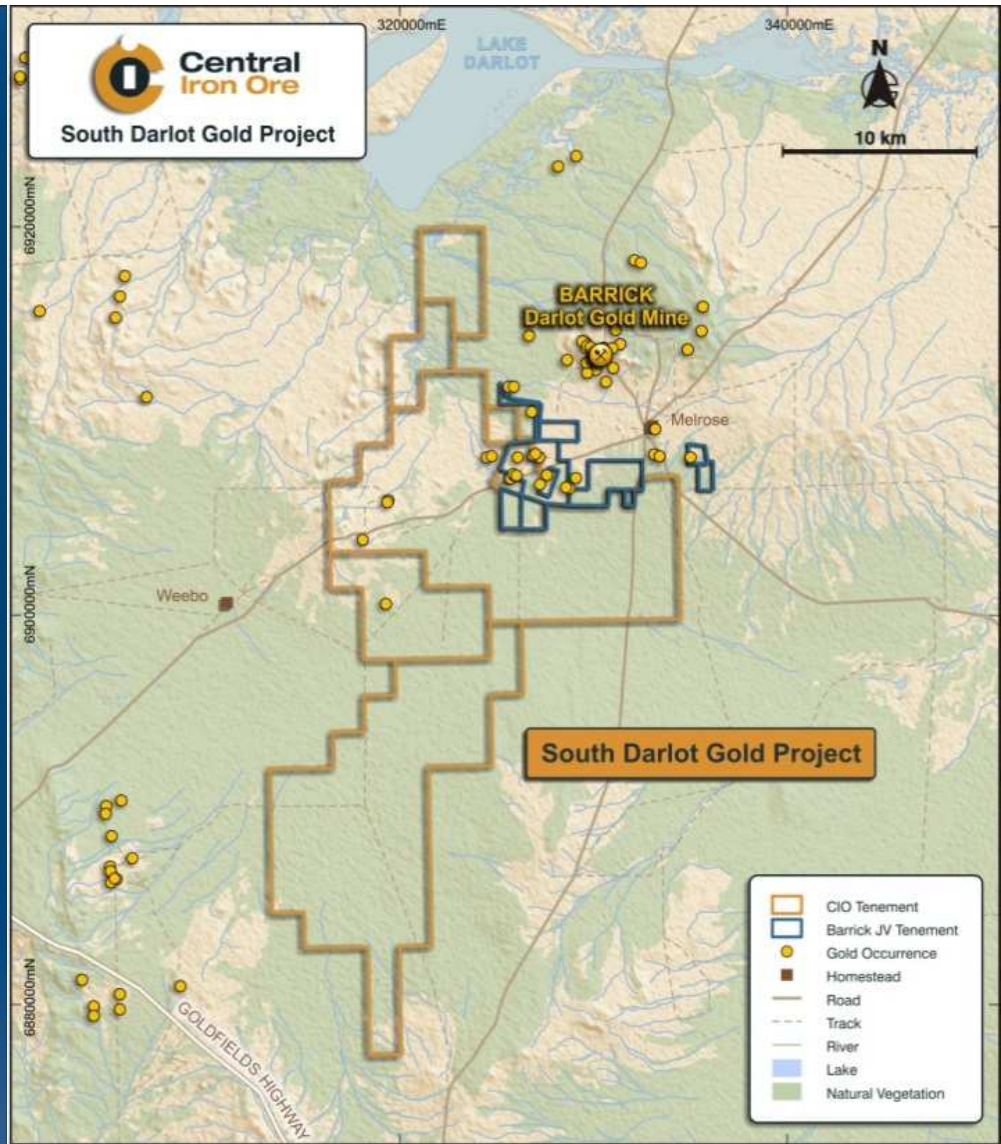 320000mE
340000mE
Central
Iron Ore
South Darlot Gold Project
LAKE
DARLOT
N
10 km
6920000mN
BARRICK
Darlot Gold Mine
Melrose
Weebo
6900000mN
South Darlot Gold Project
6880000mN
GOLDFIELDS HIGHWAY
CIO Tenement
Barrick JV Tenement
Gold Occurrence
Homestead
Road
Track
River
Lake
Natural Vegetation